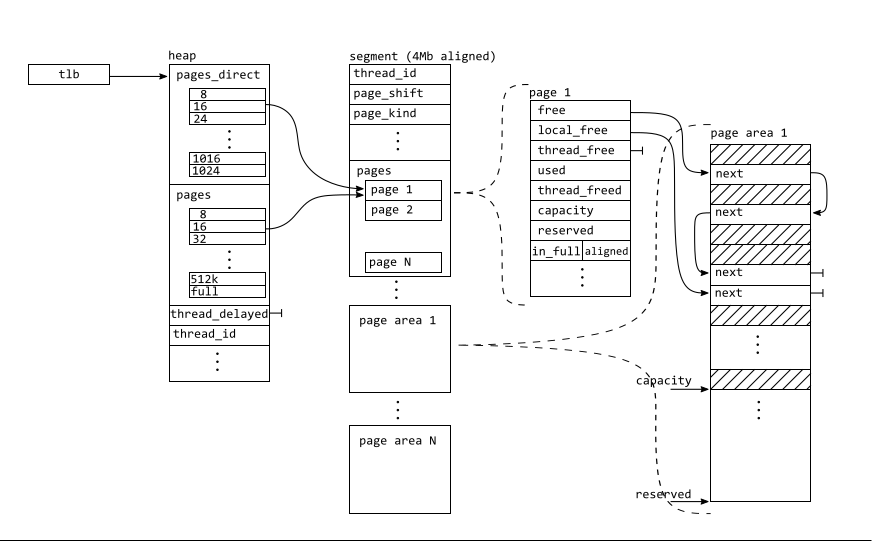 tlb
heap
pages_direct
8
16
24
1016
1024
pages
8
16
32
512k
full
thread_delayed
thread_id
segment (4Mb aligned)
thread_id
page_shift
page_kind
pages
page 1
page 2
page N
page area 1
page area N
page 1
free
local_free
thread_free
used
thread_freed
capacity
reserved
in_full aligned
page area 1
next
next
next
next
capacity
reserved